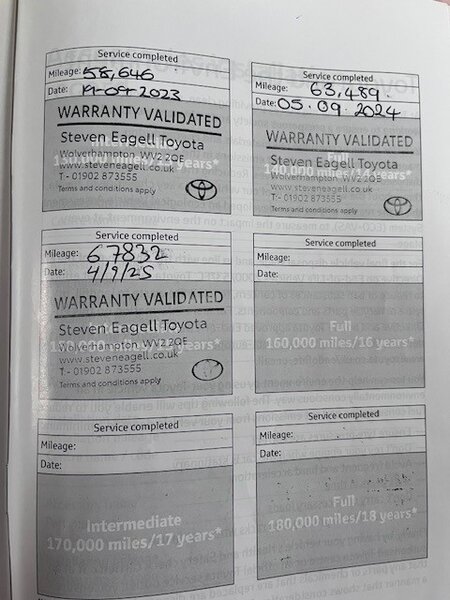 Service completed
Mileage: 58,646
Date: 14-09-2023
WARRANTY VALIDATED
Steven Eagell Toyota
Wolverhampton WV2 2QE
www.steveneagell.co.uk
T:- 01902 873555
Terms and conditions apply
Service completed
Mileage: 63,489.
Date: 05.09.2024
WARRANTY VALIDATED
Steven Eagell Toyota
Wolverhampton, WV2 2QE
www.steveneagell.co.uk
T:- 01902 873555
140,000 miles/14 years*
Terms and conditions apply
Service completed
Mileage: 67832
Date: 4/9/25
WARRANTY VALIDATED
Steven Eagell Toyota
Wolverhampton WV2 2QE
www.steveneagell.co.uk
T:- 01902 873555
Terms and conditions apply
Service completed
Mileage:
Date:
Full
160,000 miles/16 years*
Service completed
Mileage:
Date:
Intermediate
170,000 miles/17 years*
Service completed
Mileage:
Date:
Full
180,000 miles/18 years*